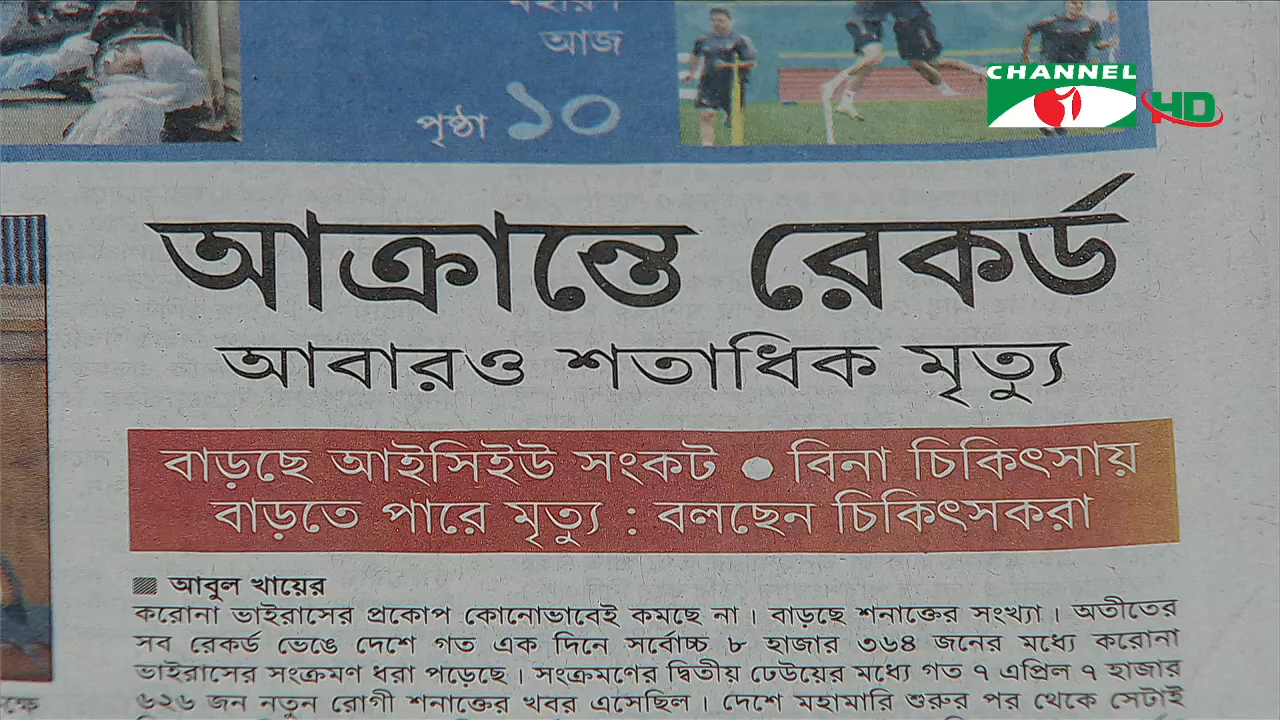 আজ
পৃষ্ঠা ১০
CHANNEL
i HD
আক্রান্তে রেকর্ড
আবারও শতাধিক মৃত্যু
বাড়ছে আইসিইউ সংকট ● বিনা চিকিৎসায়
বাড়তে পারে মৃত্যু : বলছেন চিকিৎসকরা
আবুল খায়ের
করোনা ভাইরাসের প্রকোপ কোনোভাবেই কমছে না। বাড়ছে শনাক্তের সংখ্যা। অতীতের
সব রেকর্ড ভেঙে দেশে গত এক দিনে সর্বোচ্চ ৮ হাজার ৩৬৪ জনের মধ্যে করোনা
ভাইরাসের সংক্রমণ ধরা পড়েছে। সংক্রমণের দ্বিতীয় ঢেউয়ের মধ্যে গত ৭ এপ্রিল ৭ হাজার
৬২৬ জন নতুন রোগী শনাক্তের খবর এসেছিল। দেশে মহামারি শুরুর পর থেকে সেটাই